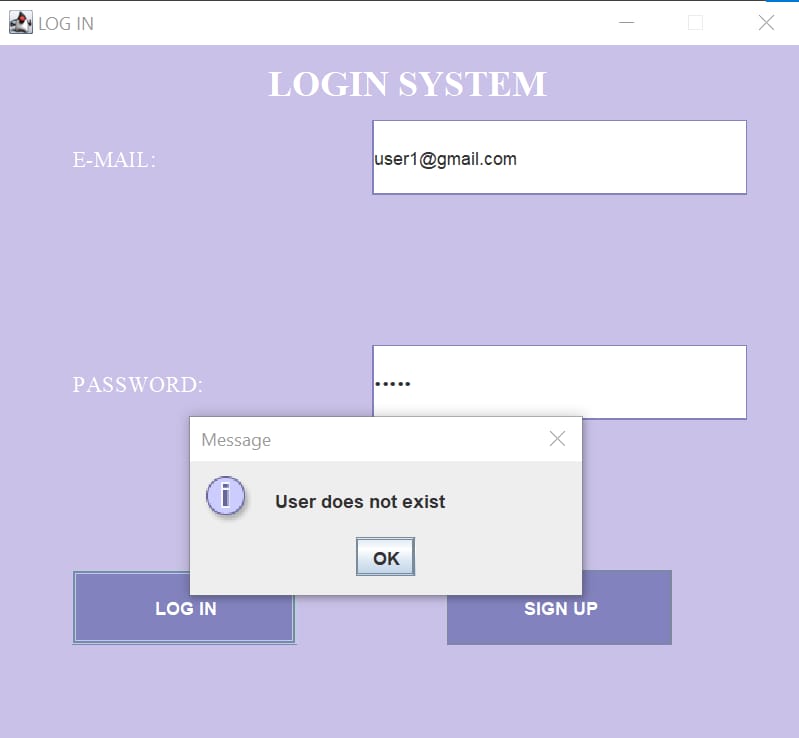 LOG IN
LOGIN SYSTEM
E-MAIL:
user1@gmail.com
PASSWORD:
•••••
Message
User does not exist
OK
LOG IN
SIGN UP